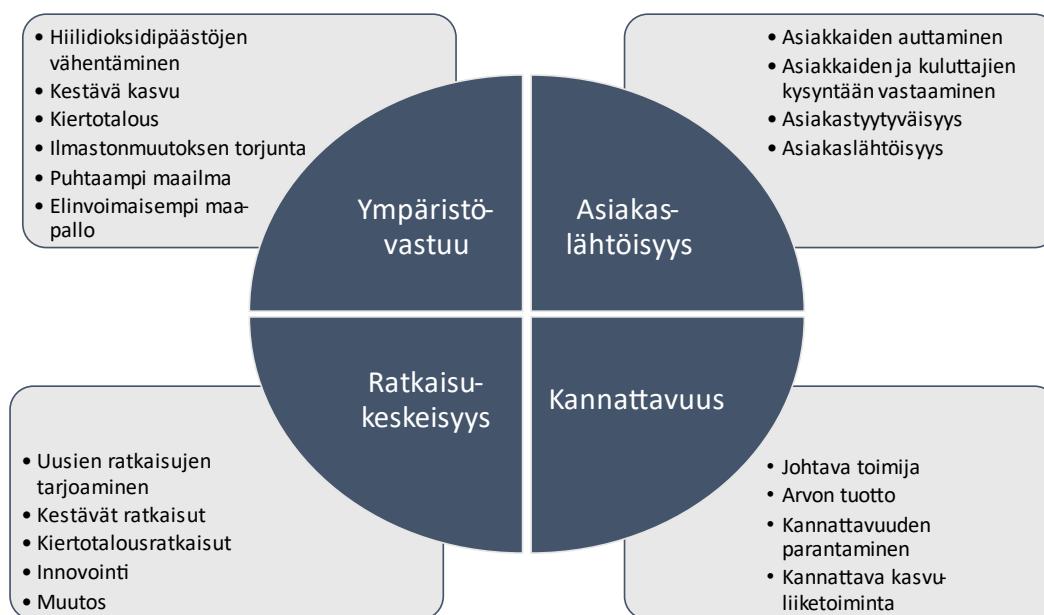 • Hiilidioksidipäästöjen
vähentäminen
• Kestävä kasvu
• Kiertotalous
• Ilmastonmuutoksen torjunta
• Puhtaampi maailma
• Elinvoimaisempi maa-
pallo
• Asiakkaiden auttaminen
• Asiakkaiden ja kuluttajien
kysyntään vastaaminen
• Asiakastyytyväisyys
• Asiakaslähtöisyys
Ympäristö-
vastuu
Asiakas-
lähtöisyys
Ratkaisu-
keskeisyys
Kannattavuus
• Uusien ratkaisujen
tarjoaminen
• Kestävät ratkaisut
• Kiertotalousratkaisut
• Innovointi
• Muutos
• Johtava toimija
• Arvon tuotto
• Kannattavuuden
parantaminen
• Kannattava kasvu-
liiketoiminta